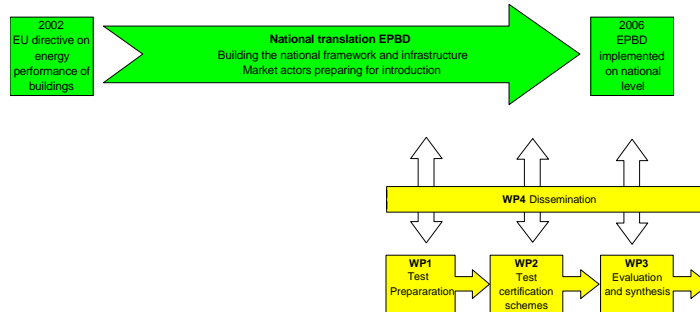 2002
EU directive on
energy
performance of
buildings
National translation EPBD
Building the national framework and infrastructure
Market actors preparing for introduction
2006
EPBD
implemented
on national
level
WP4 Dissemination
WP1
Test
Prepararation
WP2
Test
certification
schemes
WP3
Evaluation
and synthesis